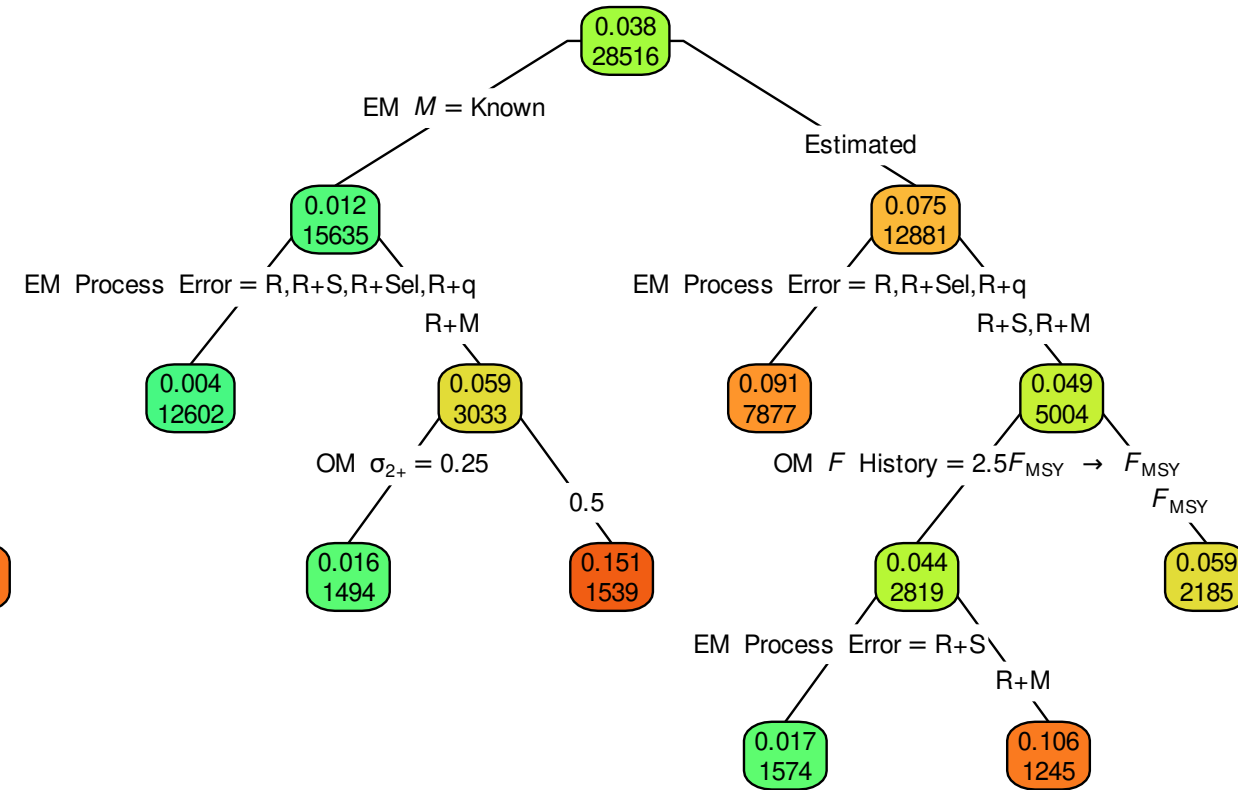 0.038
28516
EM M = Known
Estimated
0.012
15635
0.075
12881
EM Process Error = R,R+S,R+Sel,R+q
R+M
EM Process Error = R,R+Sel,R+q
R+S,R+M
0.004
12602
0.059
3033
0.091
7877
0.049
5004
OM σ₂₊ = 0.25
0.5
OM F History = 2.5F_MSY → F_MSY
F_MSY
0.016
1494
0.151
1539
0.044
2819
0.059
2185
EM Process Error = R+S
R+M
0.017
1574
0.106
1245